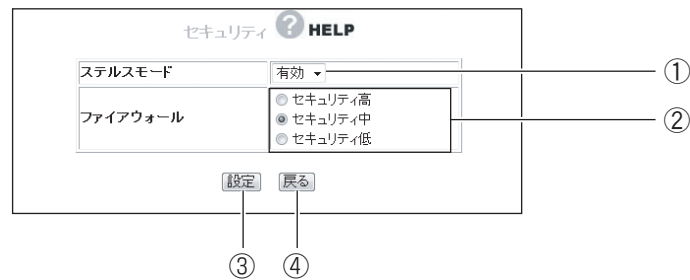 セキュリティ ? HELP
ステルスモード 有効 ①
ファイアウォール
セキュリティ高
セキュリティ中 ②
セキュリティ低
設定 戻る
③ ④